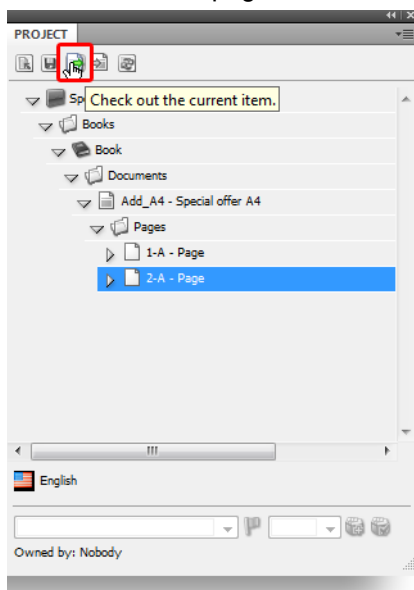 PROJECT
Sp
Check out the current item.
Books
Book
Documents
Add_A4 - Special offer A4
Pages
1-A - Page
2-A - Page
English
Owned by: Nobody